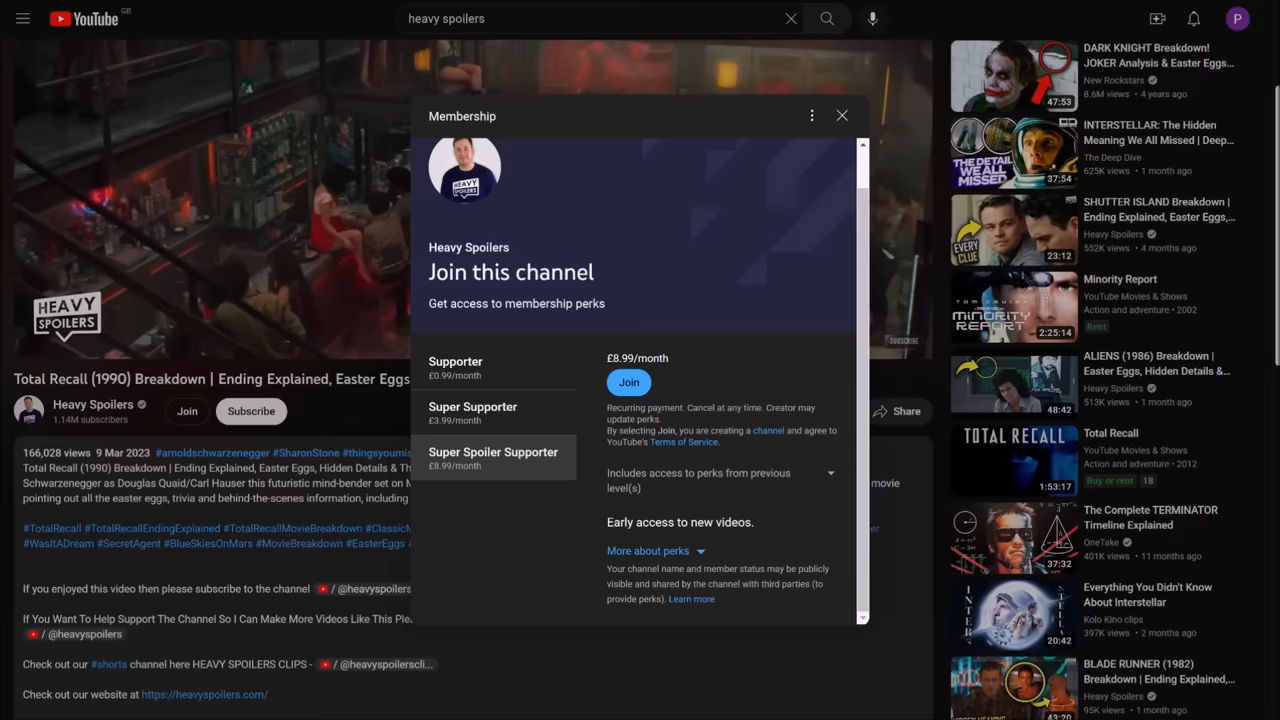 YouTube
GB
heavy spoilers
P
Membership
HEAVY
SPOILERS
Heavy Spoilers
Join this channel
Get access to membership perks
Supporter
£0.99/month
Super Supporter
£3.99/month
Super Spoiler Supporter
£8.99/month
£8.99/month
Join
Recurring payment. Cancel at any time. Creator may
update perks.
By selecting Join, you are creating a channel and agree to
YouTube's Terms of Service.
Includes access to perks from previous
level(s)
Early access to new videos.
More about perks
Your channel name and member status may be publicly
visible and shared by the channel with third parties (to
provide perks). Learn more
HEAVY
SPOILERS
SUBSCRIBE
Total Recall (1990) Breakdown | Ending Explained, Easter Eggs
Heavy Spoilers
1.14M subscribers
Join
Subscribe
Share
166,028 views 9 Mar 2023 #arnoldschwarzenegger #SharonStone #thingsyoumis
Total Recall (1990) Breakdown | Ending Explained, Easter Eggs, Hidden Details & Th
movie
Schwarzenegger as Douglas Quaid/Carl Hauser this futuristic mind-bender set on M
pointing out all the easter eggs, trivia and behind-the-scenes information, including
#TotalRecall #TotalRecallEndingExplained #TotalRecallMovieBreakdown #ClassicM
er
#WasItADream #SecretAgent #BlueSkiesOnMars #MovieBreakdown #EasterEggs #
If you enjoyed this video then please subscribe to the channel / @heavyspoilers
If You Want To Help Support The Channel So I Can Make More Videos Like This Plea
/ @heavyspoilers
Check out our #shorts channel here HEAVY SPOILERS CLIPS - / @heavyspoilerscli...
Check out our website at https://heavyspoilers.com/
47:53
DARK KNIGHT Breakdown!
JOKER Analysis & Easter Eggs...
New Rockstars
8.6M views • 4 years ago
THE DETAIL
WE ALL
MISSED
37:54
INTERSTELLAR: The Hidden
Meaning We All Missed | Deep...
The Deep Dive
625K views • 1 month ago
EVERY
CLUE
23:12
SHUTTER ISLAND Breakdown |
Ending Explained, Easter Eggs,...
Heavy Spoilers
552K views • 4 months ago
TOM CRUISE
MINORITY
REPORT
2:25:14
Minority Report
YouTube Movies & Shows
Action and adventure • 2002
Rent
48:42
ALIENS (1986) Breakdown |
Easter Eggs, Hidden Details &...
Heavy Spoilers
513K views • 1 month ago
TOTAL RECALL
1:53:17
Total Recall
YouTube Movies & Shows
Action and adventure • 2012
Buy or rent 18
37:32
The Complete TERMINATOR
Timeline Explained
OneTake
401K views • 11 months ago
INTER
STELLAR
20:42
Everything You Didn't Know
About Interstellar
Kolo Kino clips
397K views • 2 months ago
43:20
BLADE RUNNER (1982)
Breakdown | Ending Explained,...
Heavy Spoilers
95K views • 1 month ago